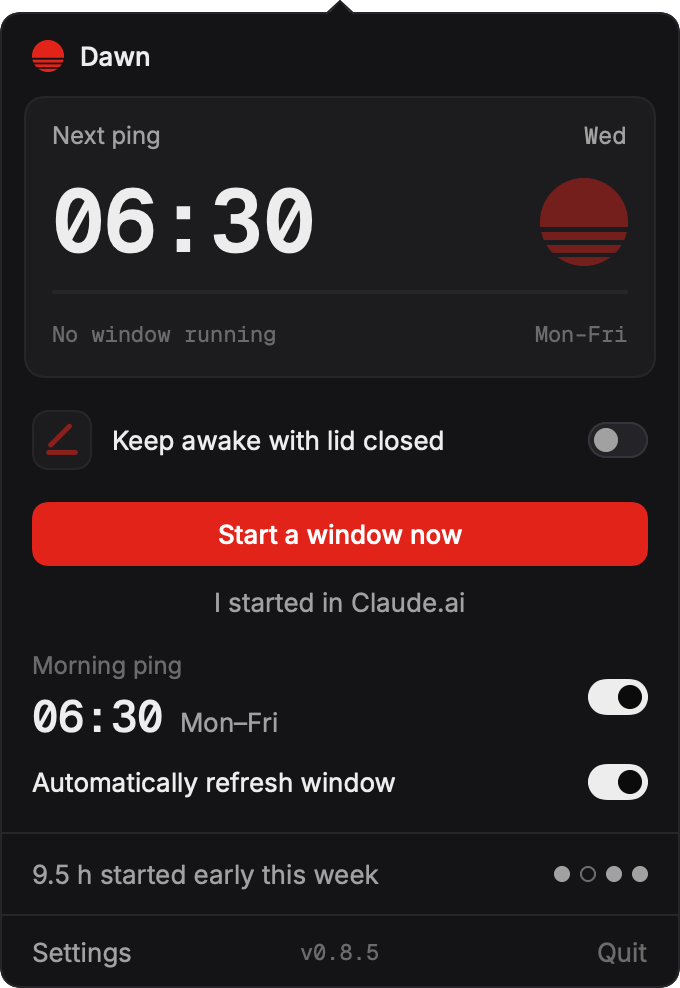 Dawn
Next ping Wed
06:30
No window running Mon-Fri
Keep awake with lid closed
Start a window now
I started in Claude.ai
Morning ping
06:30 Mon–Fri
Automatically refresh window
9.5 h started early this week
Settings v0.8.5 Quit